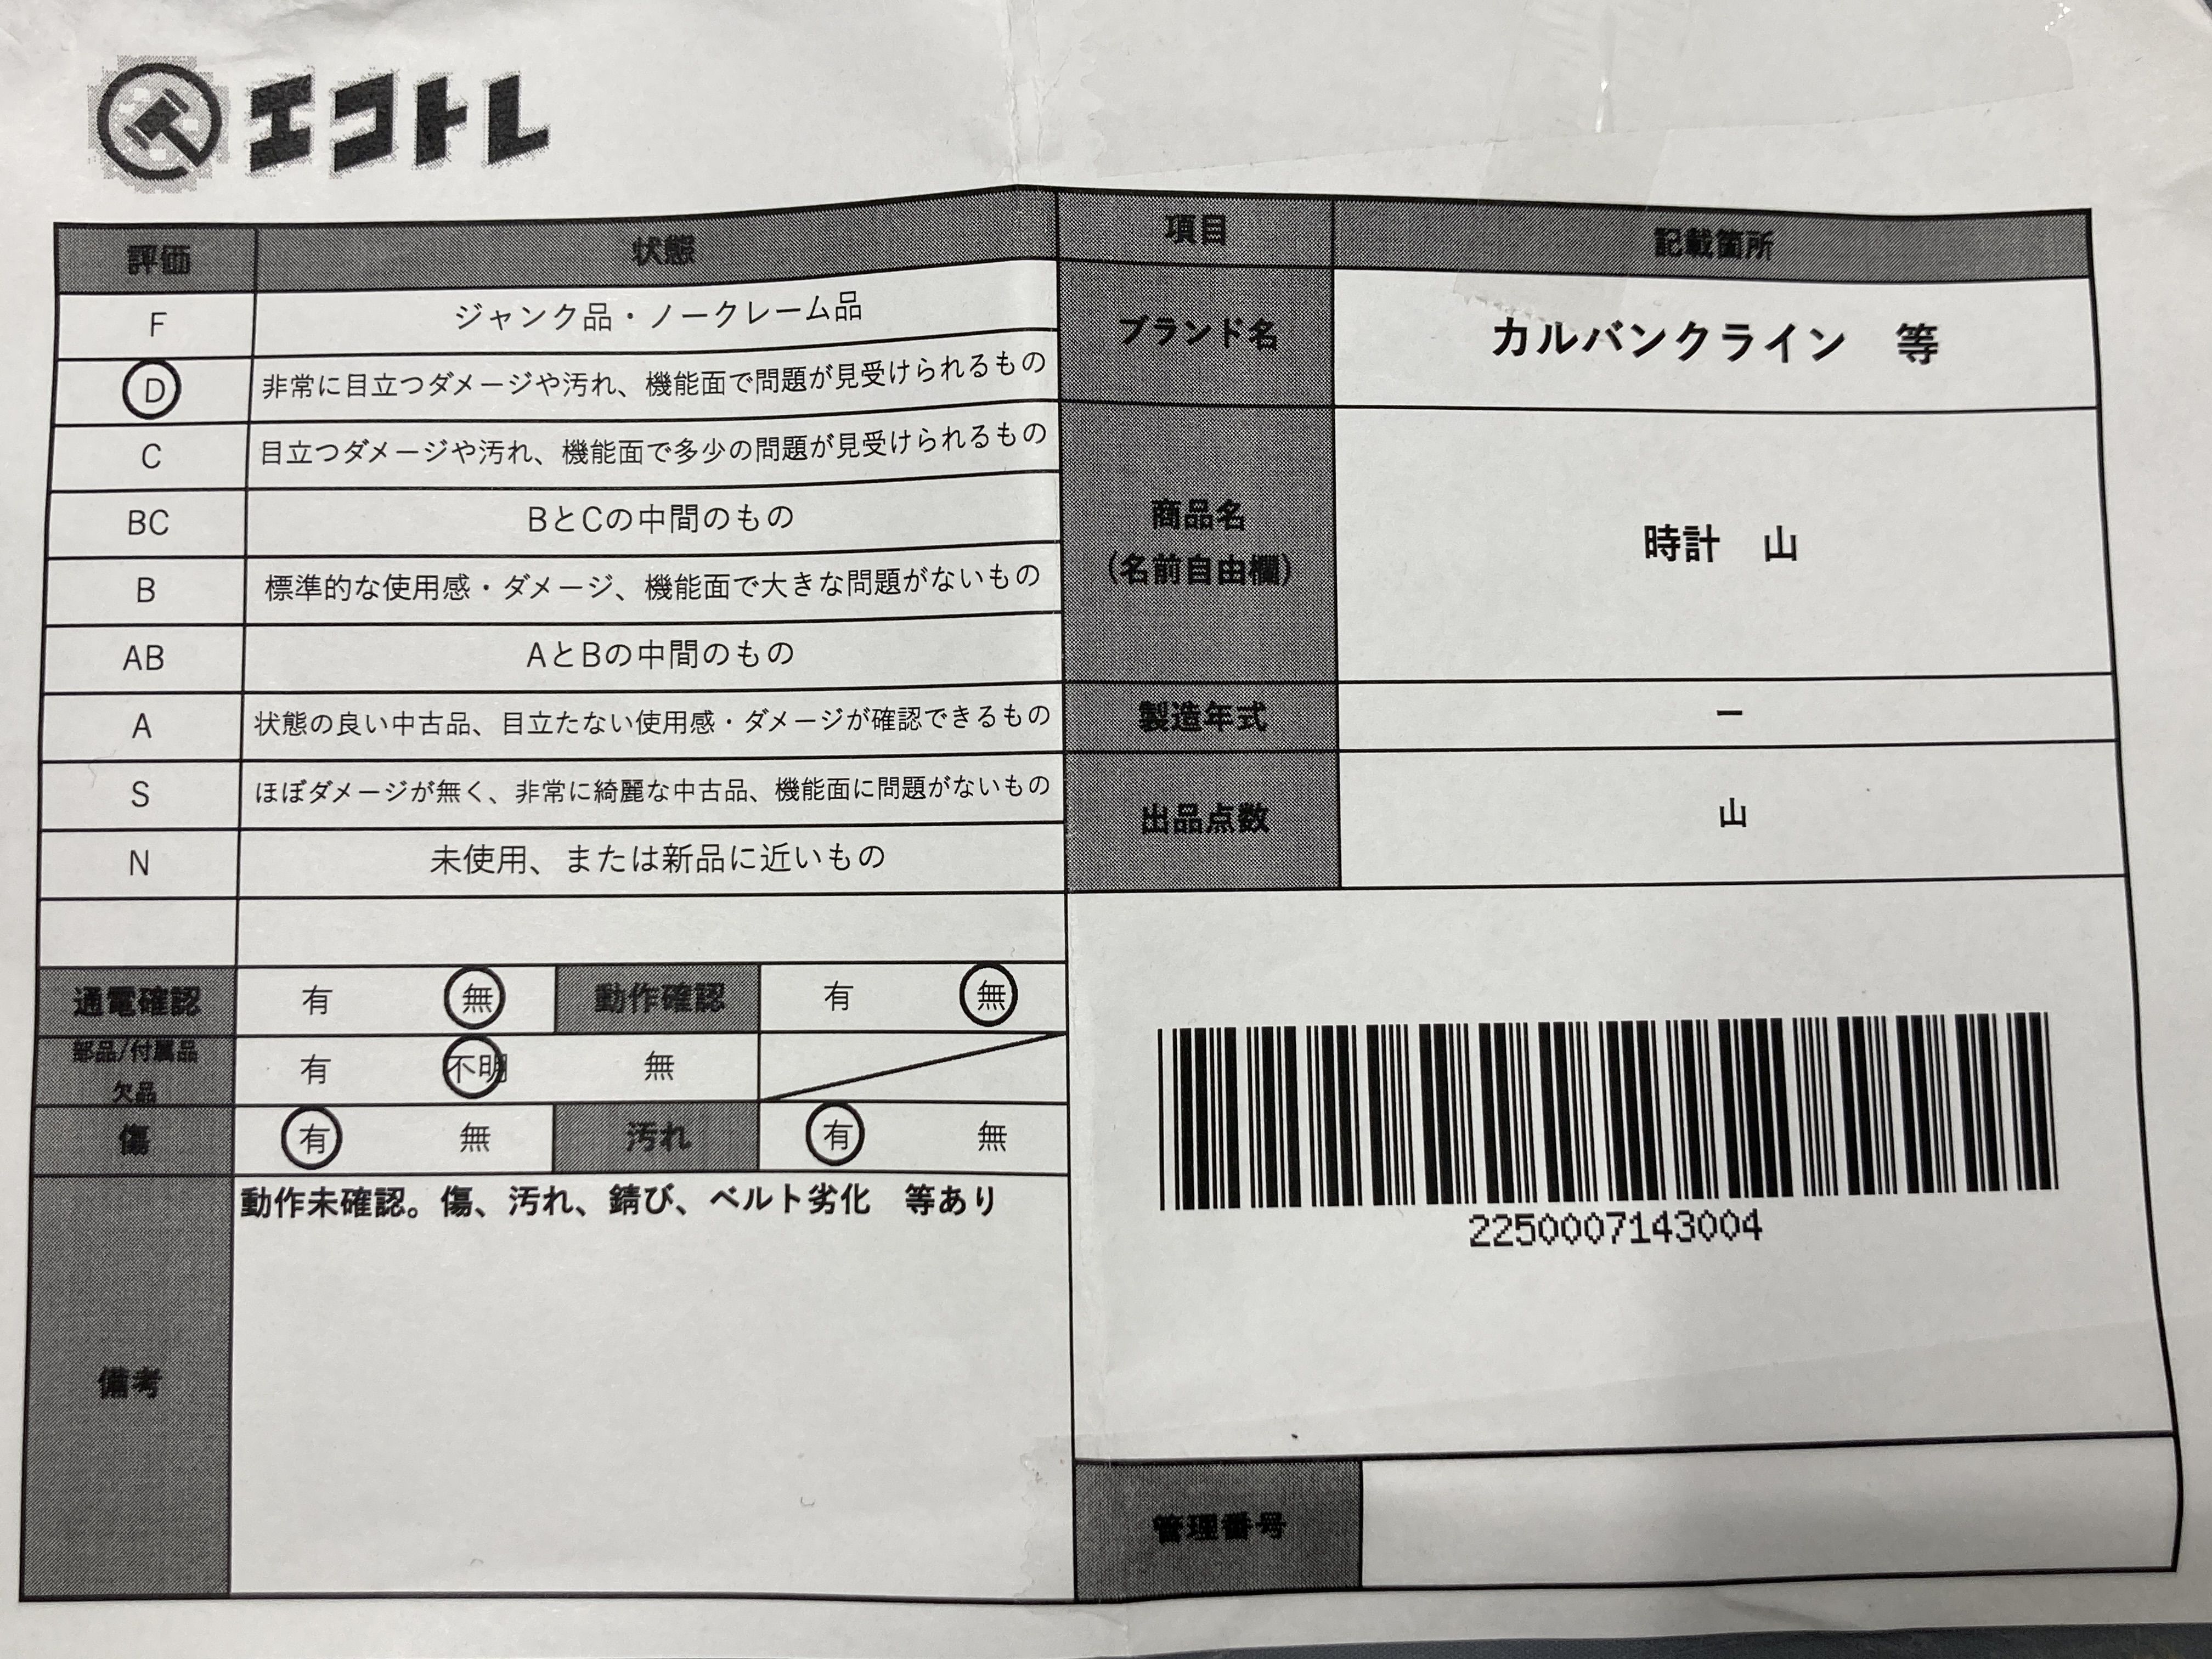 エコトレ
評価 状態
F ジャンク品・ノークレーム品
D 非常に目立つダメージや汚れ、機能面で問題が見受けられるもの
C 目立つダメージや汚れ、機能面で多少の問題が見受けられるもの
BC BとCの中間のもの
B 標準的な使用感・ダメージ、機能面で大きな問題がないもの
AB AとBの中間のもの
A 状態の良い中古品、目立たない使用感・ダメージが確認できるもの
S ほぼダメージが無く、非常に綺麗な中古品、機能面に問題がないもの
N 未使用、または新品に近いもの
通電確認 有 無 動作確認 有 無
部品/付属品
欠品
有 不明 無
傷 有 無 汚れ 有 無
備考
動作未確認。傷、汚れ、錆び、ベルト劣化 等あり
項目 記載箇所
ブランド名 カルバンクライン 等
商品名
(名前自由欄)
時計 山
製造年式 ー
出品点数 山
2250007143004
管理番号